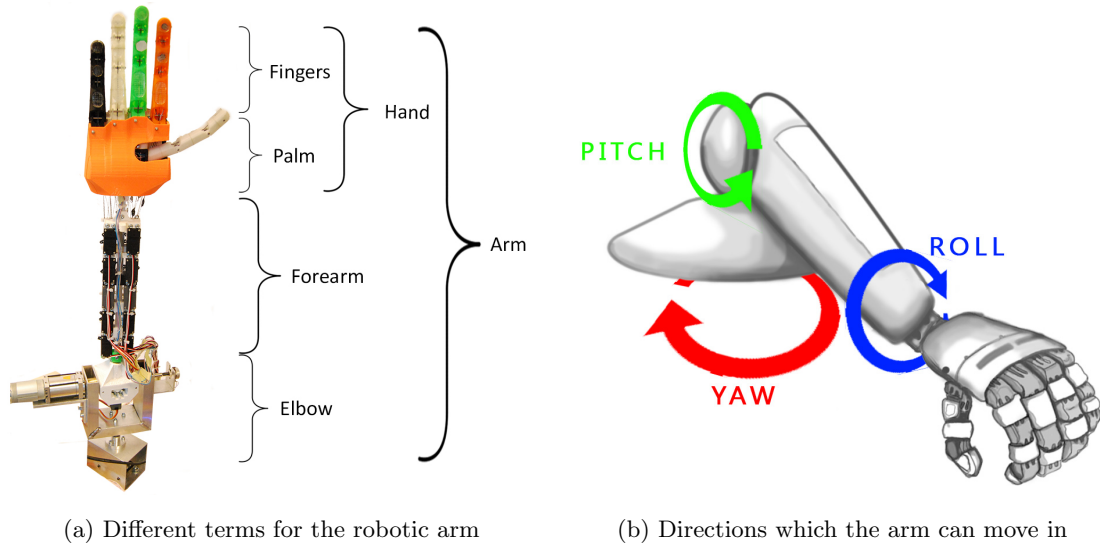 Fingers
Hand
Palm
Arm
Forearm
Elbow
PITCH
ROLL
YAW
(a) Different terms for the robotic arm
(b) Directions which the arm can move in